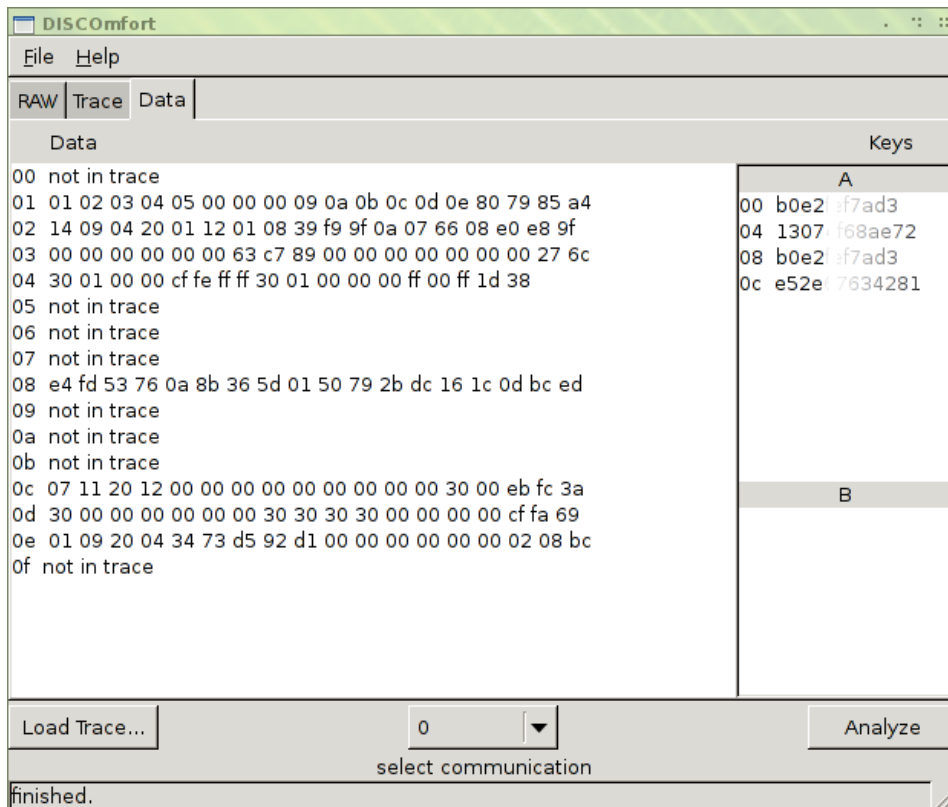 DISCOmfort
File Help
RAW Trace Data
Data
Keys
00 not in trace
01 01 02 03 04 05 00 00 00 09 0a 0b 0c 0d 0e 80 79 85 a4
02 14 09 04 20 01 12 01 08 39 f9 9f 0a 07 66 08 e0 e8 9f
03 00 00 00 00 00 00 63 c7 89 00 00 00 00 00 00 00 27 6c
04 30 01 00 00 cf fe ff ff 30 01 00 00 00 ff 00 ff 1d 38
05 not in trace
06 not in trace
07 not in trace
08 e4 fd 53 76 0a 8b 36 5d 01 50 79 2b dc 16 1c 0d bc ed
09 not in trace
0a not in trace
0b not in trace
0c 07 11 20 12 00 00 00 00 00 00 00 00 00 30 00 eb fc 3a
0d 30 00 00 00 00 00 00 30 30 30 30 00 00 00 00 cf fa 69
0e 01 09 20 04 34 73 d5 92 d1 00 00 00 00 00 00 02 08 bc
0f not in trace
A
00 b0e2 ef7ad3
04 1307 f68ae72
08 b0e2 ef7ad3
0c e52e 7634281
B
Load Trace...
0
Analyze
select communication
finished.